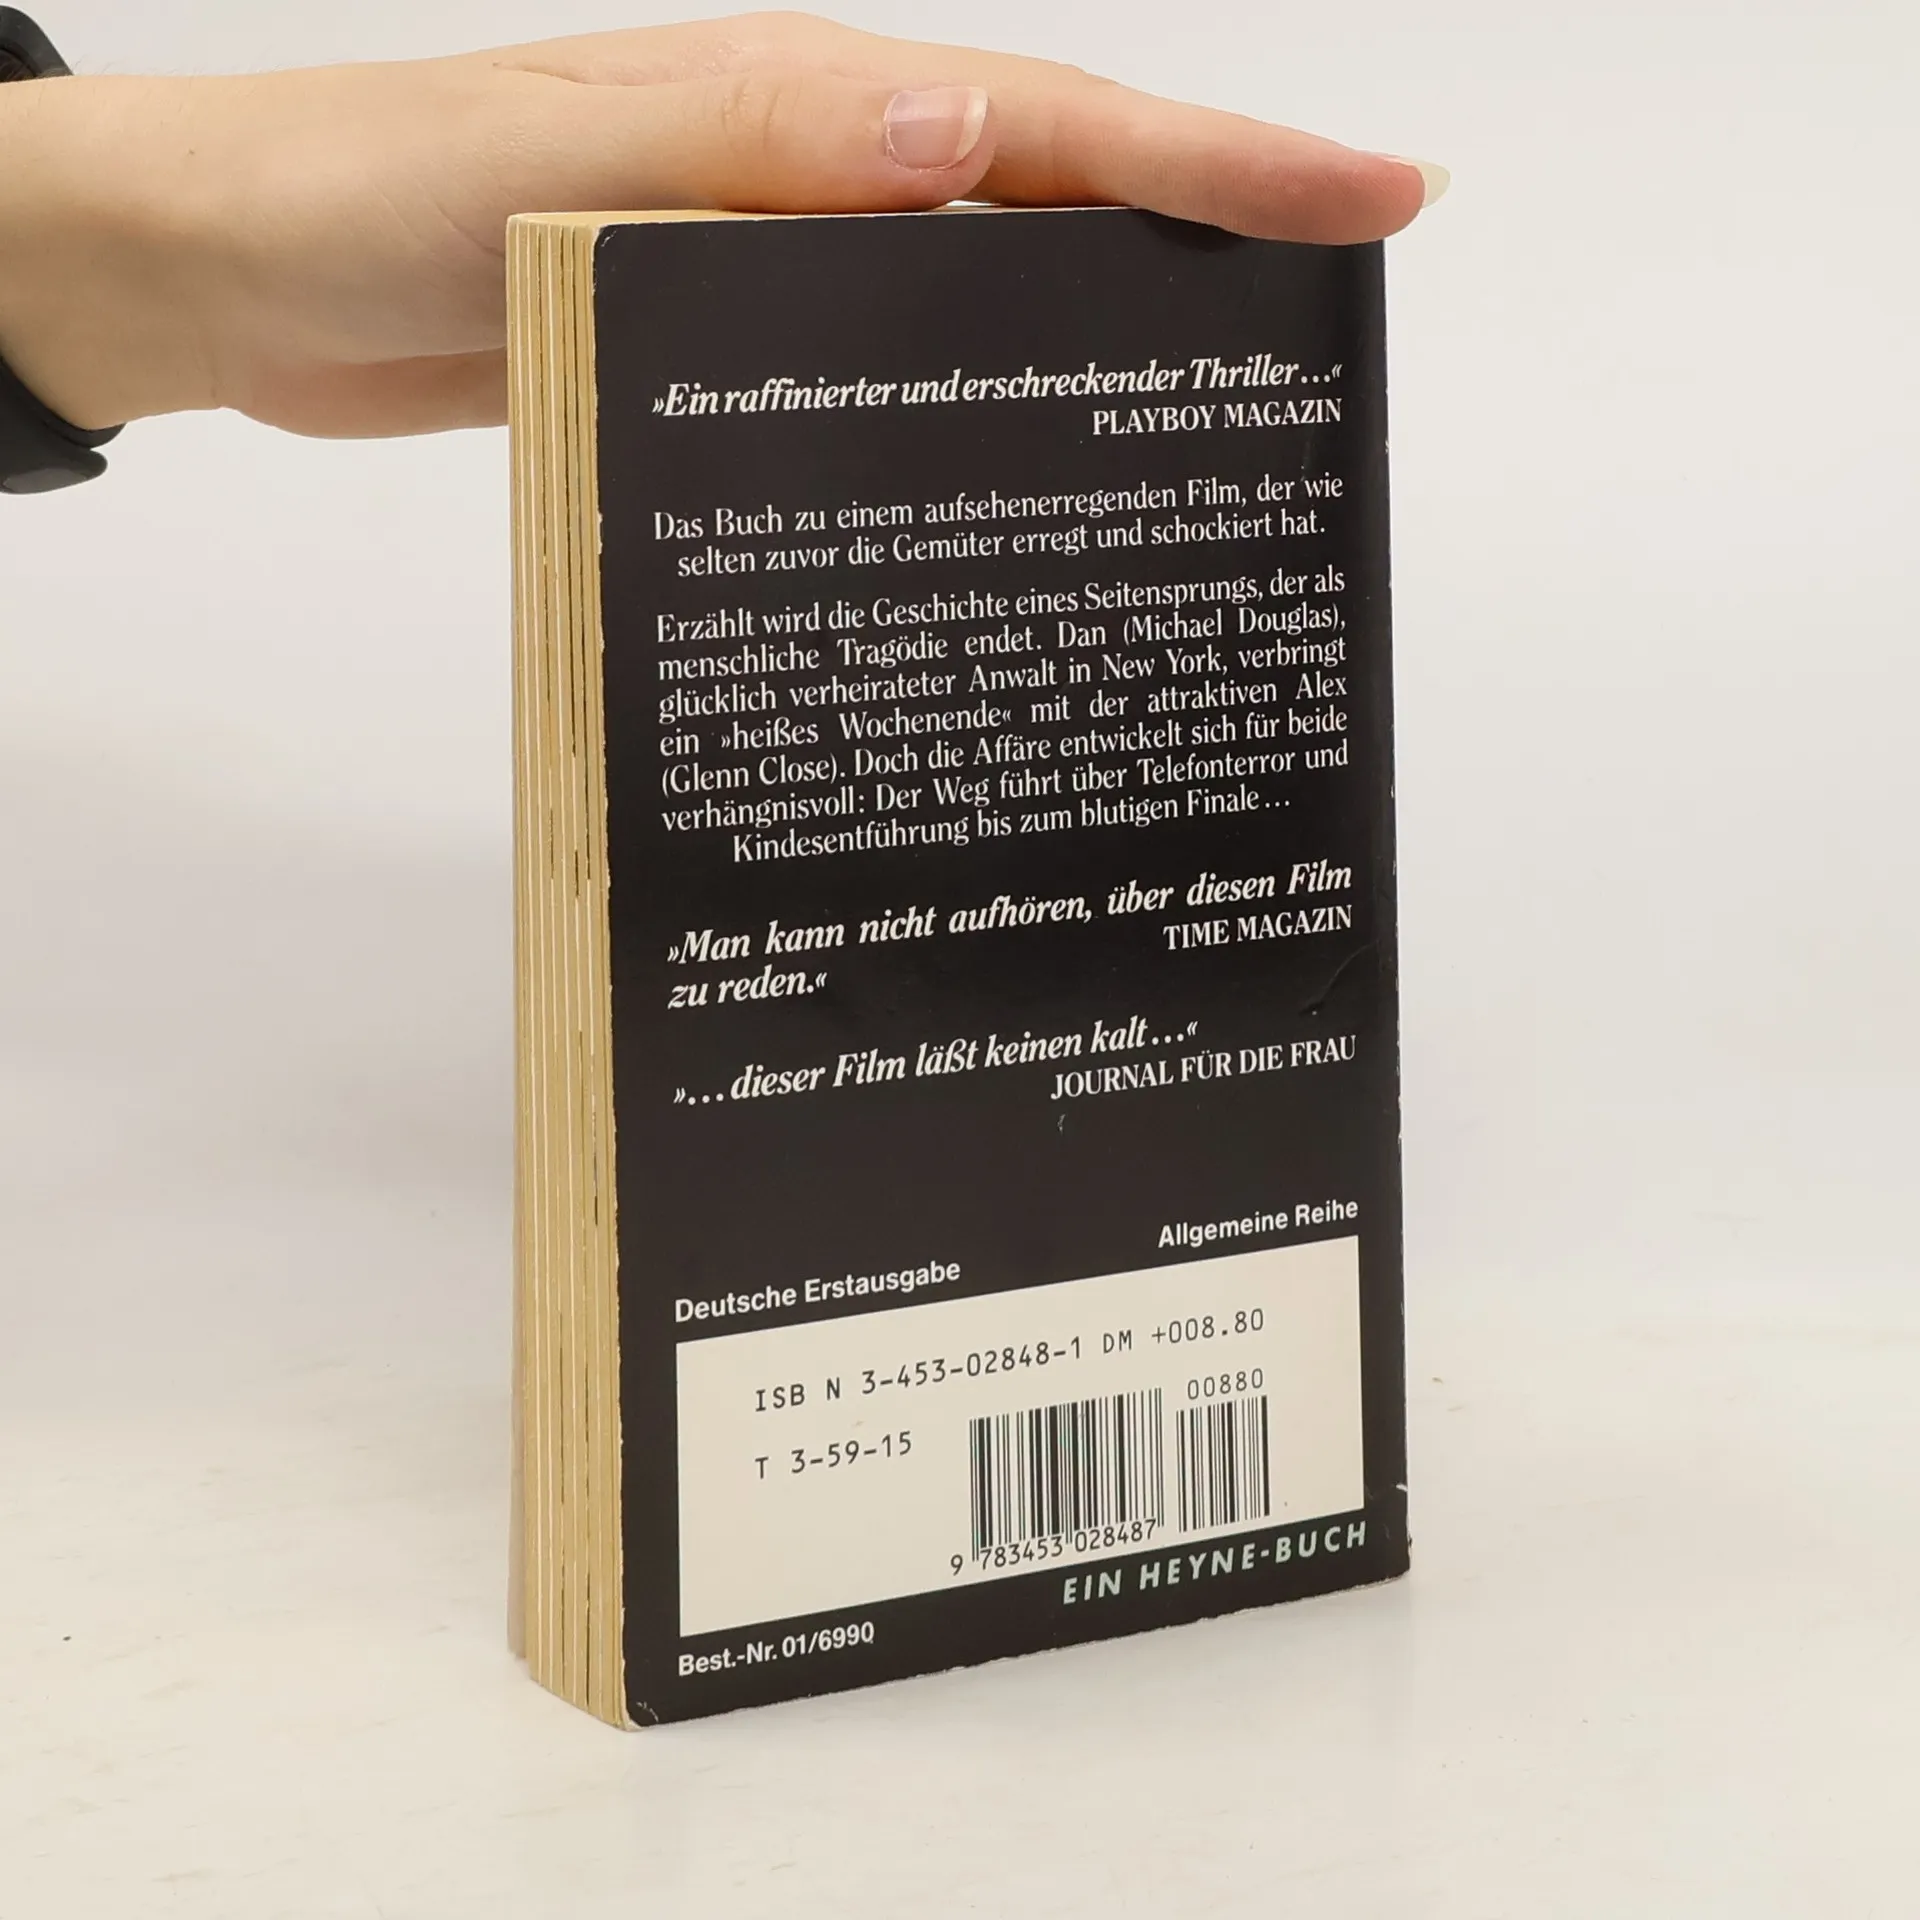 »Ein raffinierter und erschreckender Thriller...«
PLAYBOY MAGAZIN
Das Buch zu einem aufsehenerregenden Film, der wie
selten zuvor die Gemüter erregt und schockiert hat.
Erzählt wird die Geschichte eines Seitensprungs, der als
menschliche Tragödie endet. Dan (Michael Douglas),
glücklich verheirateter Anwalt in New York, verbringt
ein »heißes Wochenende« mit der attraktiven Alex
(Glenn Close). Doch die Affäre entwickelt sich für beide
verhängnisvoll: Der Weg führt über Telefonterror und
Kindesentführung bis zum blutigen Finale...
»Man kann nicht aufhören, über diesen Film
zu reden.«
TIME MAGAZIN
»...dieser Film läßt keinen kalt...«
JOURNAL FÜR DIE FRAU
Deutsche Erstausgabe
Allgemeine Reihe
ISB N 3-453-02848-1 DM +008.80
00880
T 3-59-15
9 783453 028487
EIN HEYNE-BUCH
Best.-Nr. 01/6990